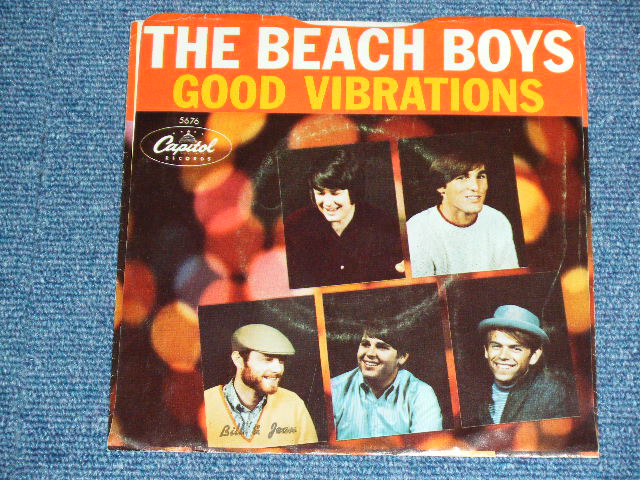 THE BEACH BOYS
GOOD VIBRATIONS
5676
Capitol
RECORDS
Bill & Jean